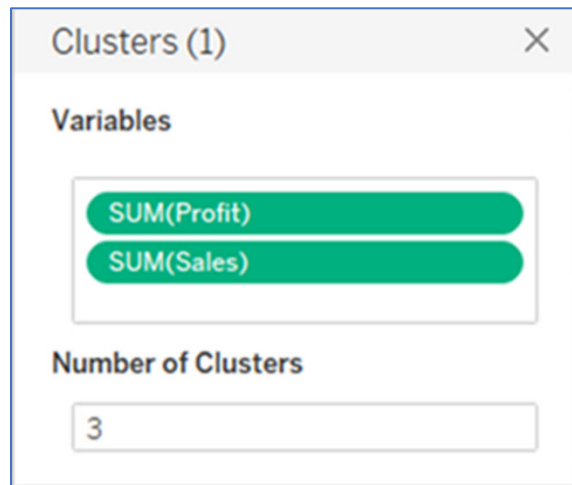 Clusters (1)
Variables
SUM(Profit)
SUM(Sales)
Number of Clusters
3